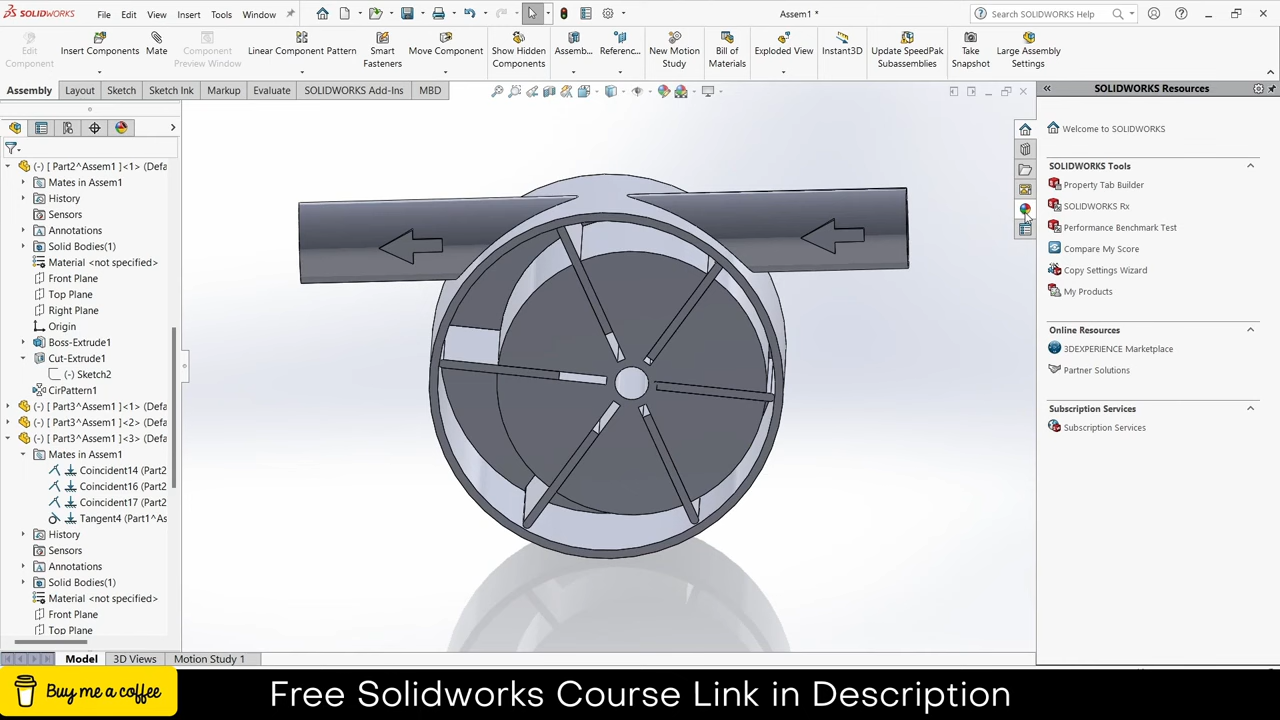 SOLIDWORKS
File
Edit
View
Insert
Tools
Window
Assem1 *
Search SOLIDWORKS Help
Edit
Component
Insert Components
Mate
Component
Preview Window
Linear Component Pattern
Smart
Fasteners
Move Component
Show Hidden
Components
Assemb...
Referenc...
New Motion
Study
Bill of
Materials
Exploded View
Instant3D
Update SpeedPak
Subassemblies
Take
Snapshot
Large Assembly
Settings
Assembly
Layout
Sketch
Sketch Ink
Markup
Evaluate
SOLIDWORKS Add-Ins
MBD
(-) [ Part2^Assem1 ]<1> (Defa
Mates in Assem1
History
Sensors
Annotations
Solid Bodies(1)
Material <not specified>
Front Plane
Top Plane
Right Plane
Origin
Boss-Extrude1
Cut-Extrude1
(-) Sketch2
CirPattern1
(-) [ Part3^Assem1 ]<1> (Defa
(-) [ Part3^Assem1 ]<2> (Defa
(-) [ Part3^Assem1 ]<3> (Defa
Mates in Assem1
Coincident14 (Part2
Coincident16 (Part2
Coincident17 (Part2
Tangent4 (Part1^As
History
Sensors
Annotations
Solid Bodies(1)
Material <not specified>
Front Plane
Top Plane
Model
3D Views
Motion Study 1
SOLIDWORKS Resources
Welcome to SOLIDWORKS
SOLIDWORKS Tools
Property Tab Builder
SOLIDWORKS Rx
Performance Benchmark Test
Compare My Score
Copy Settings Wizard
My Products
Online Resources
3DEXPERIENCE Marketplace
Partner Solutions
Subscription Services
Subscription Services
Buy me a coffee
Free Solidworks Course Link in Description